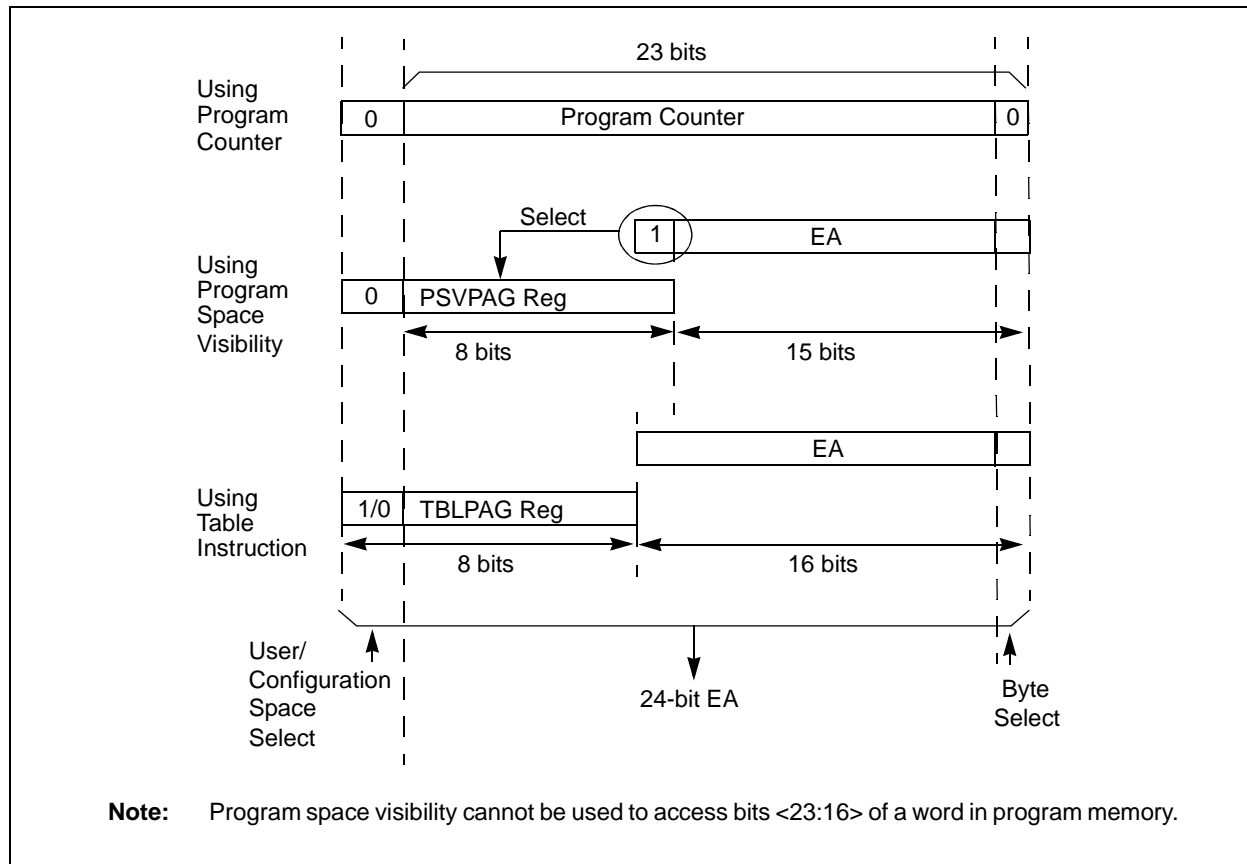 23 bits
Using
Program
Counter
0
Program Counter
0
Select
1
EA
Using
Program
Space
Visibility
0
PSVPAG Reg
8 bits
15 bits
EA
Using
Table
Instruction
1/0
TBLPAG Reg
8 bits
16 bits
User/
Configuration
Space
Select
24-bit EA
Byte
Select
Note: Program space visibility cannot be used to access bits <23:16> of a word in program memory.